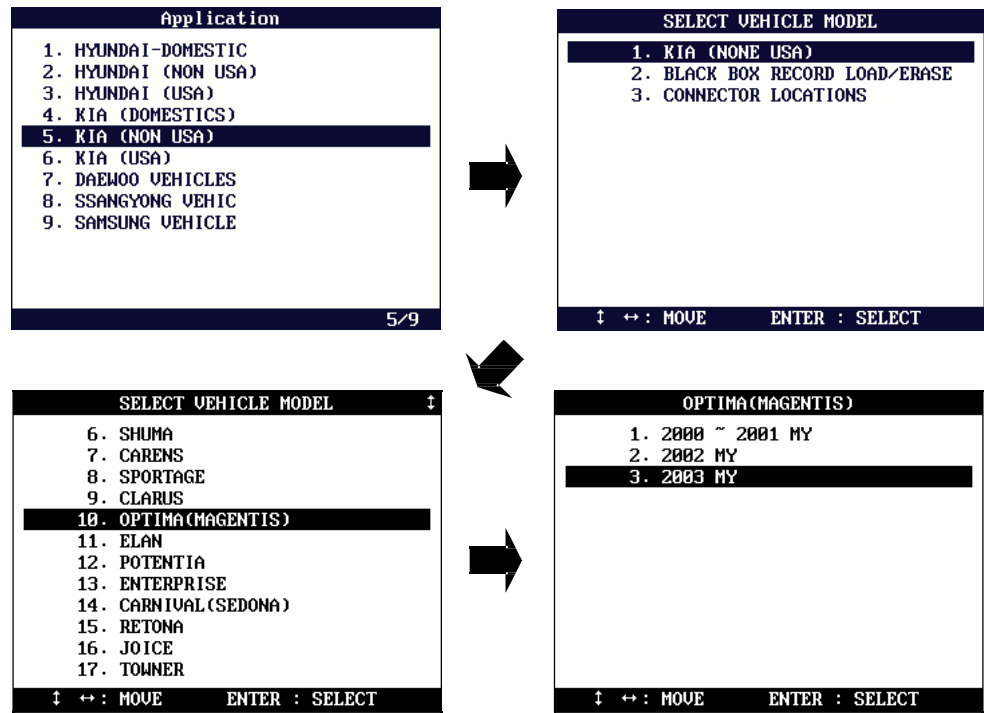 Application
1. HYUNDAI-DOMESTIC
2. HYUNDAI (NON USA)
3. HYUNDAI (USA)
4. KIA (DOMESTICS)
5. KIA (NON USA)
6. KIA (USA)
7. DAEWOO VEHICLES
8. SSANGYONG VEHIC
9. SAMSUNG VEHICLE
5/9
SELECT VEHICLE MODEL
1. KIA (NONE USA)
2. BLACK BOX RECORD LOAD/ERASE
3. CONNECTOR LOCATIONS
↕ ↔: MOVE ENTER : SELECT
SELECT VEHICLE MODEL ↕
6. SHUMA
7. CARENS
8. SPORTAGE
9. CLARUS
10. OPTIMA(MAGENTIS)
11. ELAN
12. POTENTIA
13. ENTERPRISE
14. CARNIVAL(SEDONA)
15. RETONA
16. JOICE
17. TOWNER
↕ ↔: MOVE ENTER : SELECT
OPTIMA(MAGENTIS)
1. 2000 ~ 2001 MY
2. 2002 MY
3. 2003 MY
↕ ↔: MOVE ENTER : SELECT